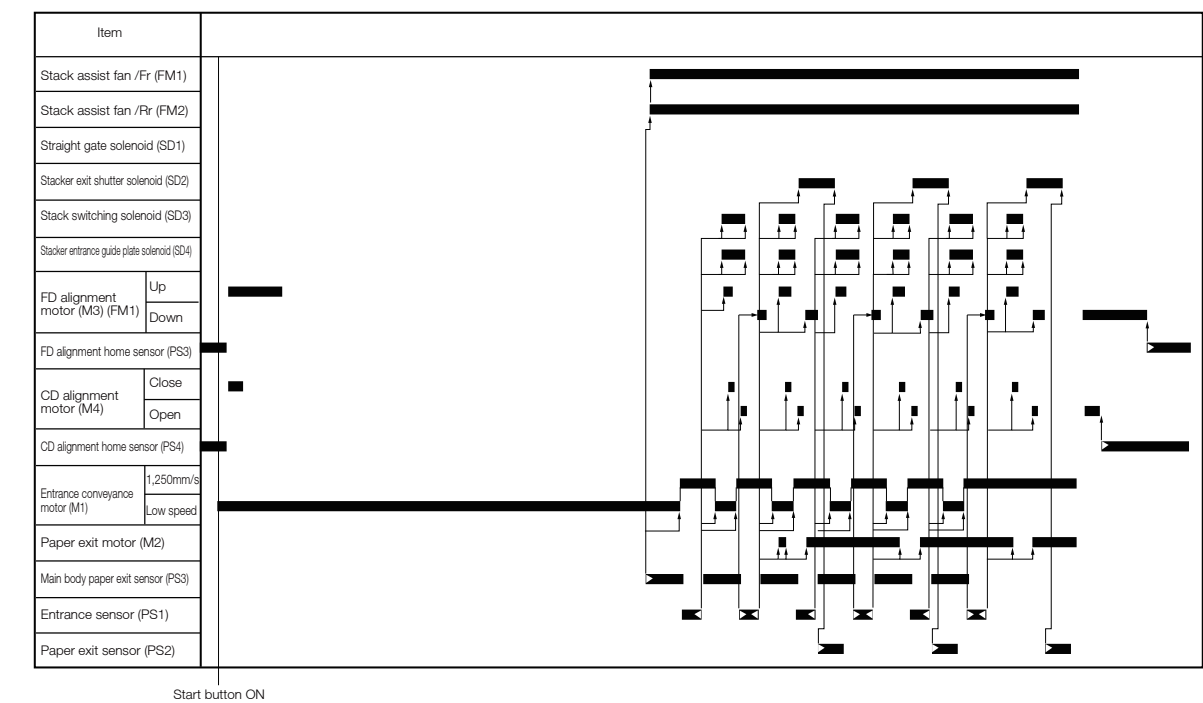 Item
Stack assist fan /Fr (FM1)
Stack assist fan /Rr (FM2)
Straight gate solenoid (SD1)
Stacker exit shutter solenoid (SD2)
Stack switching solenoid (SD3)
Stacker entrance guide plate solenoid (SD4)
FD alignment
motor (M3) (FM1)
Up
Down
FD alignment home sensor (PS3)
CD alignment
motor (M4)
Close
Open
CD alignment home sensor (PS4)
Entrance conveyance
motor (M1)
1,250mm/s
Low speed
Paper exit motor (M2)
Main body paper exit sensor (PS3)
Entrance sensor (PS1)
Paper exit sensor (PS2)
Start button ON